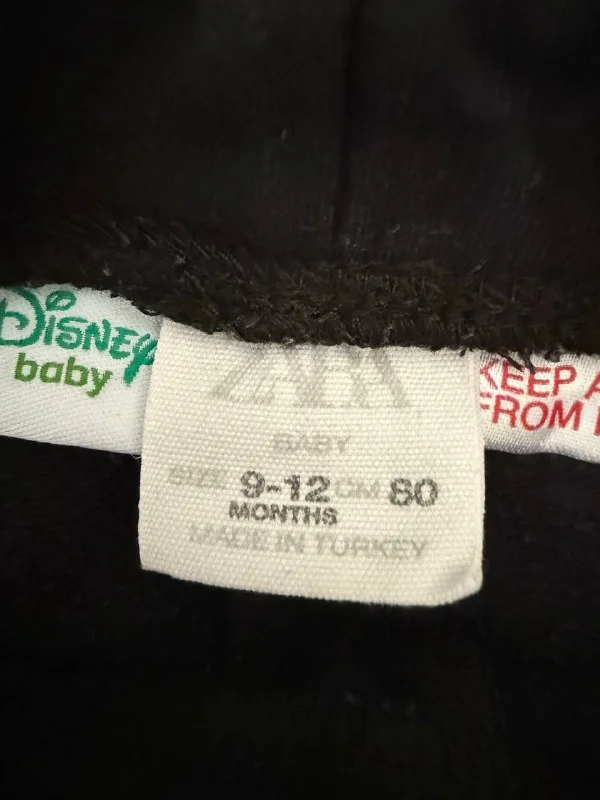 Disney
baby
ZARA
BABY
SIZE 9-12 CM 80
MONTHS
MADE IN TURKEY
KEEP A
FROM